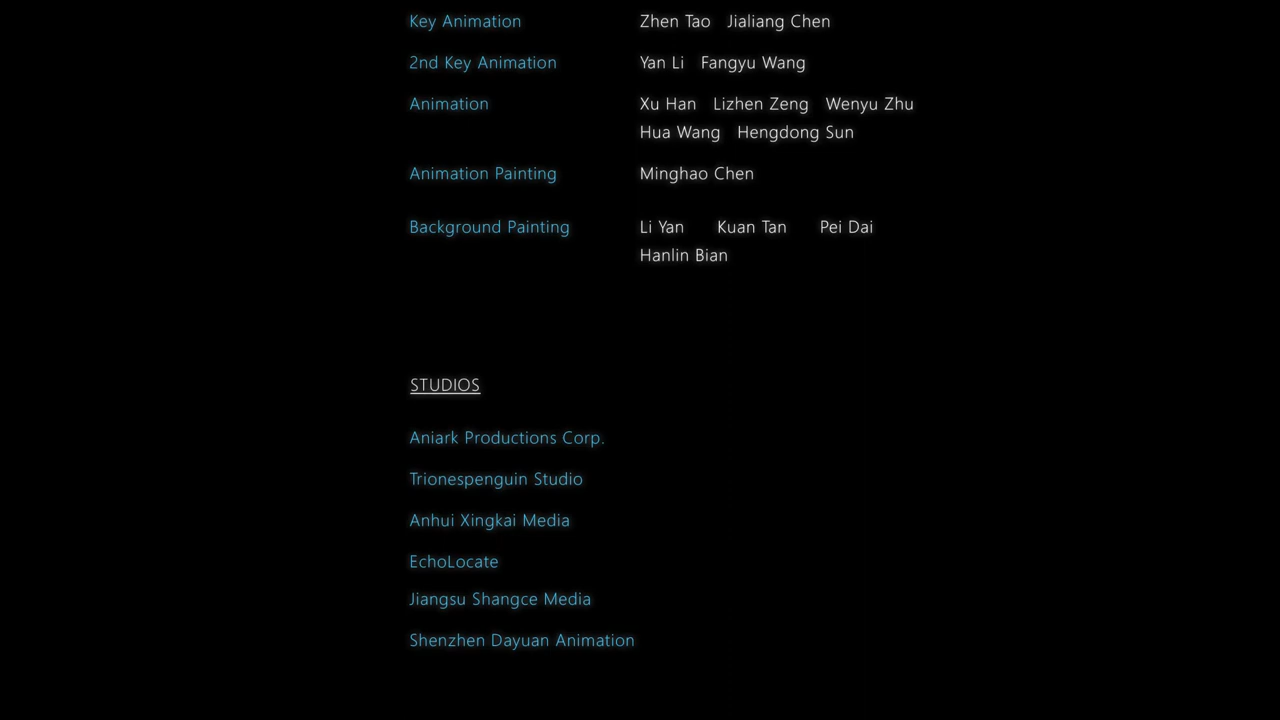 Key Animation Zhen Tao Jialiang Chen
2nd Key Animation Yan Li Fangyu Wang
Animation Xu Han Lizhen Zeng Wenyu Zhu
Hua Wang Hengdong Sun
Animation Painting Minghao Chen
Background Painting Li Yan Kuan Tan Pei Dai
Hanlin Bian
STUDIOS
Aniark Productions Corp.
Trionespenguin Studio
Anhui Xingkai Media
EchoLocate
Jiangsu Shangce Media
Shenzhen Dayuan Animation